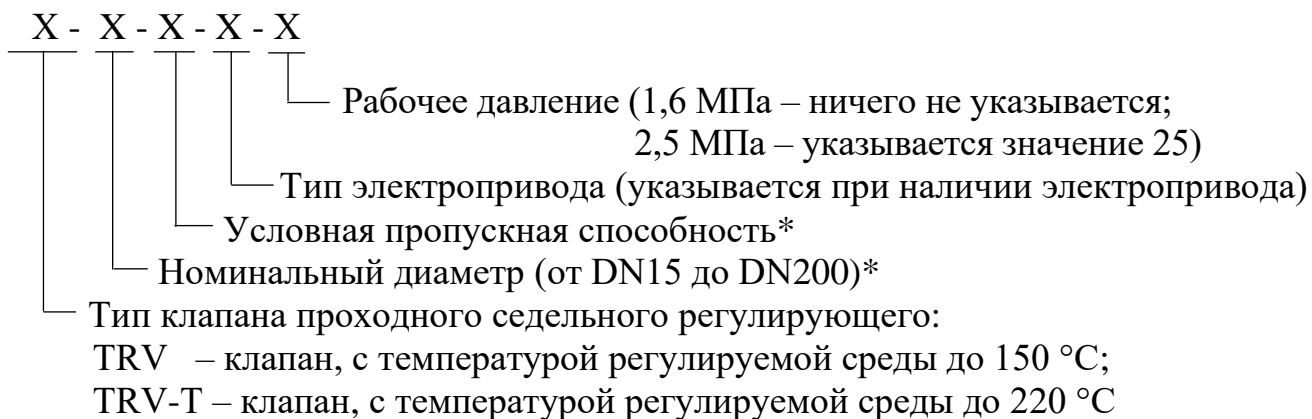 X - X - X - X - X
Рабочее давление (1,6 МПа – ничего не указывается;
2,5 МПа – указывается значение 25)
Тип электропривода (указывается при наличии электропривода)
Условная пропускная способность*
Номинальный диаметр (от DN15 до DN200)*
Тип клапана проходного седельного регулирующего:
TRV – клапан, с температурой регулируемой среды до 150 °С;
TRV-T – клапан, с температурой регулируемой среды до 220 °С